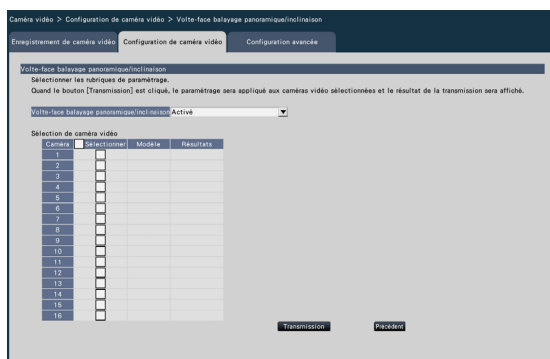 Caméra vidéo > Configuration de caméra vidéo > Volte-face balayage panoramique/inclinaison
Enregistrement de caméra vidéo Configuration de caméra vidéo Configuration avancée
Volte-face balayage panoramique/inclinaison
Sélectionner les rubriques de paramétrage.
Quand le bouton [Transmission] est cliqué, le paramétrage sera appliqué aux caméras vidéo sélectionnées et le résultat de la transmission sera affiché.
Volte-face balayage panoramique/inclinaison Activé
Sélection de caméra vidéo
Caméra Sélectionner Modèle Résultats
1
2
3
4
5
6
7
8
9
10
11
12
13
14
15
16
Transmission Précédent